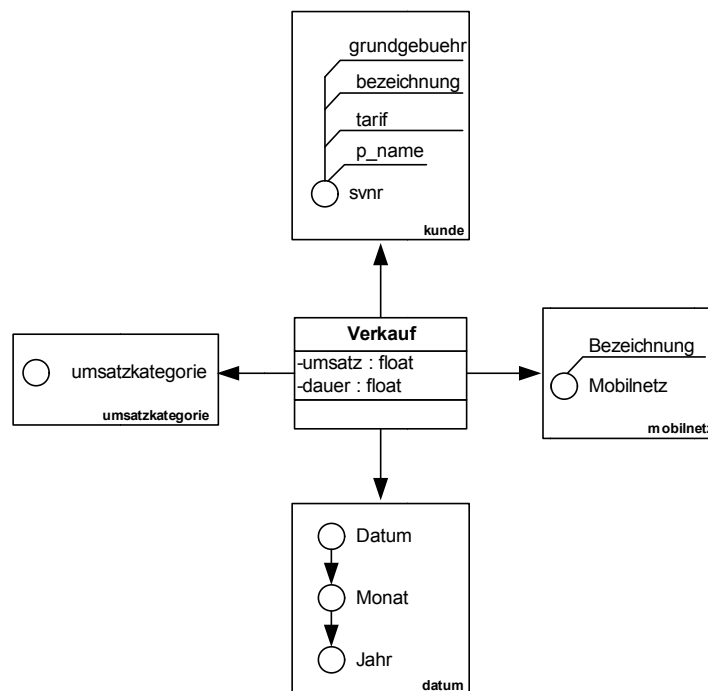 grundgebuehr
bezeichnung
tarif
p_name
svnr
kunde
Verkauf
-umsatz : float
-dauer : float
umsatzkategorie
umsatzkategorie
Bezeichnung
Mobilnetz
mobilnetz
Datum
Monat
Jahr
datum